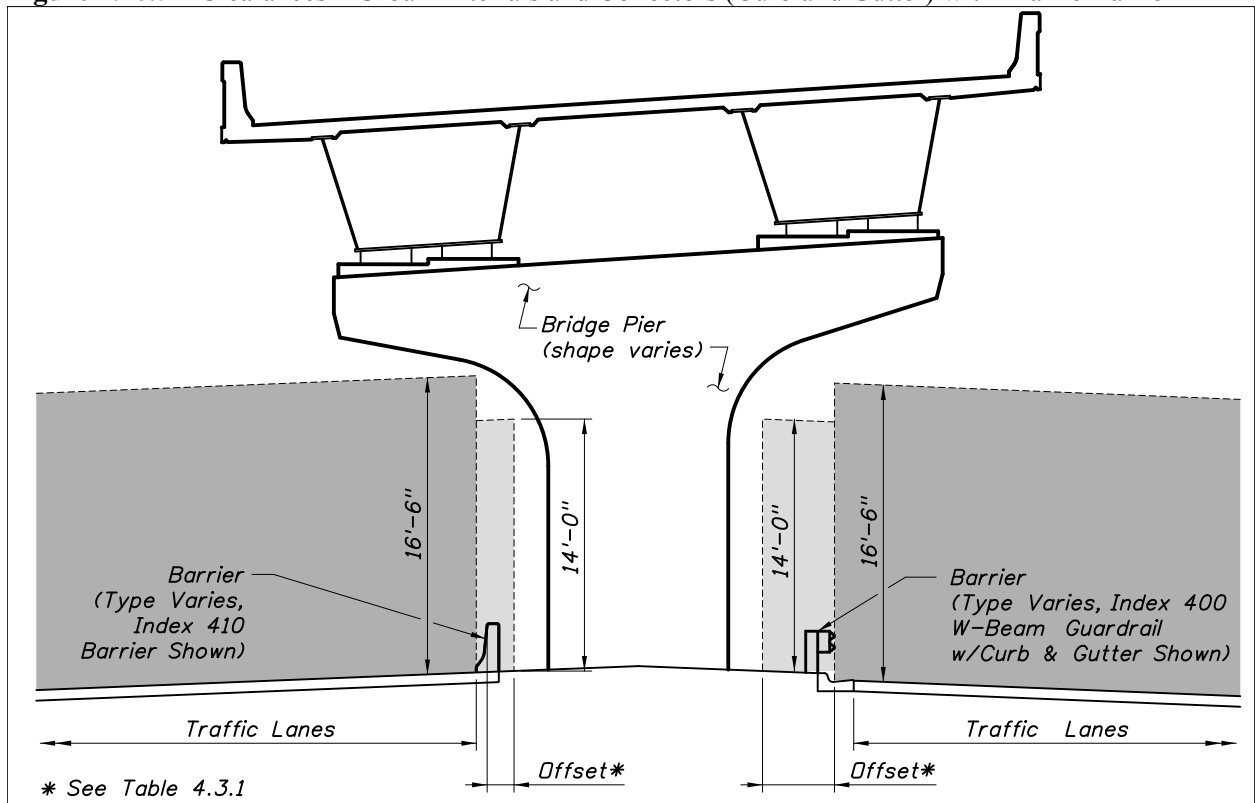 Bridge Pier
(shape varies)
16'-6"
14'-0"
14'-0"
16'-6"
Barrier
(Type Varies,
Index 410
Barrier Shown)
Barrier
(Type Varies, Index 400
W-Beam Guardrail
w/Curb & Gutter Shown)
Traffic Lanes
Traffic Lanes
Offset*
Offset*
* See Table 4.3.1